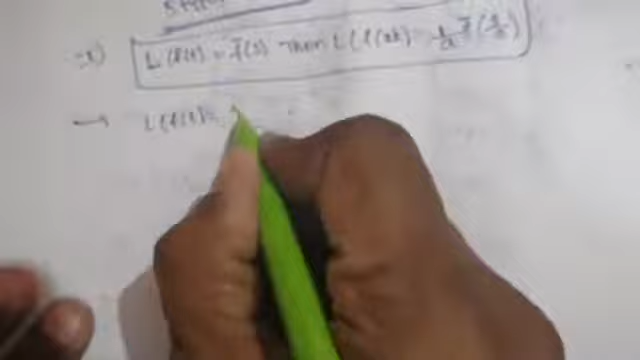 L(f(t) = f̄(s) Then L(f(at) = 1/a f̄(s/a)
→ L(f(t) =